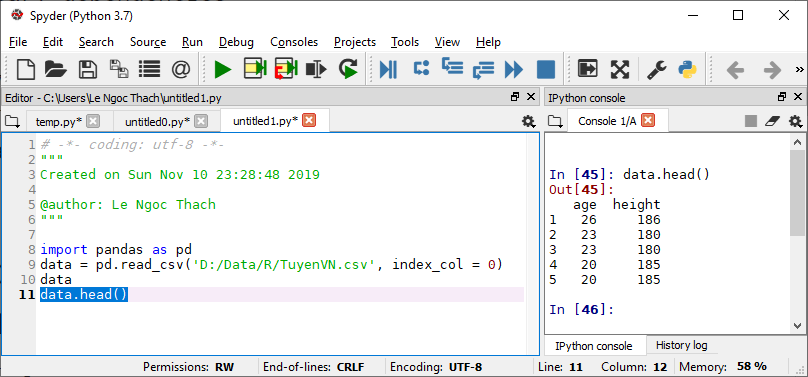 Spyder (Python 3.7)
File Edit Search Source Run Debug Consoles Projects Tools View Help
Editor - C:\Users\Le Ngoc Thach\untitled1.py
temp.py* untitled0.py* untitled1.py*
1 # -*- coding: utf-8 -*-
2 """
3 Created on Sun Nov 10 23:28:48 2019
4
5 @author: Le Ngoc Thach
6 """
7
8 import pandas as pd
9 data = pd.read_csv('D:/Data/R/TuyenVN.csv', index_col = 0)
10 data
11 data.head()
IPython console
Console 1/A
In [45]: data.head()
Out[45]:
age height
1 26 186
2 23 180
3 23 180
4 20 185
5 20 185
In [46]:
IPython console History log
Permissions: RW End-of-lines: CRLF Encoding: UTF-8 Line: 11 Column: 12 Memory: 58 %